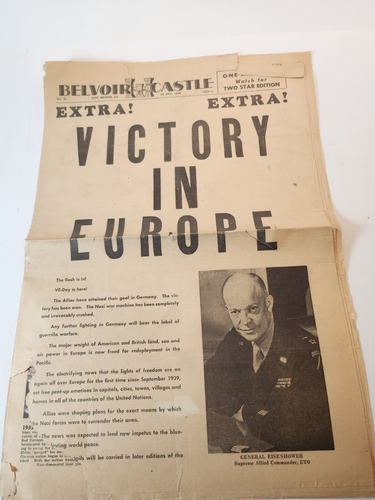 BELVOIR CASTLE
ONE
Watch for
TWO STAR EDITION
EXTRA! EXTRA!
VICTORY
IN
EUROPE
The flash is in!
VE-Day is here!
The Allies have attained their goal in Germany. The vic-
tory has been won. The Nazi war machine has been completely
and irrevocably crushed.
Any further fighting in Germany will bear the label of
guerrilla warfare.
The major weight of American and British land, sea and
air power in Europe is now freed for redeployment in the
Pacific.
The electrifying news that the lights of freedom are on
again all over Europe for the first time since September 1939,
set free pent-up emotions in capitals, cities, towns, villages and
homes in all of the countries of the United Nations.
Allies were shaping plans for the exact means by which
the Nazi forces were to surrender their arms.
The news was expected to lend new impetus to the blue-
world peace.
will be carried in later editions of the
GENERAL EISENHOWER
Supreme Allied Commander, ETO